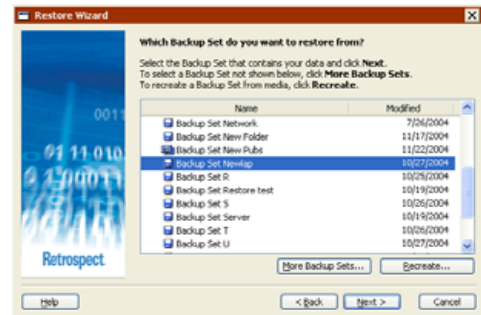 Restore Wizard
Which Backup Set do you want to restore from?
Select the Backup Set that contains your data and click Next.
To select a Backup Set not shown below, click More Backup Sets.
To recreate a Backup Set from media, click Recreate.
Name Modified
Backup Set Network 7/26/2004
Backup Set New Folder 11/17/2004
Backup Set New Pubs 11/22/2004
Backup Set Newlap 10/27/2004
Backup Set R 10/25/2004
Backup Set Restore test 10/19/2004
Backup Set S 10/26/2004
Backup Set Server 10/19/2004
Backup Set T 10/26/2004
Backup Set U 10/27/2004
Retrospect
More Backup Sets... Recreate...
Help < Back Next > Cancel